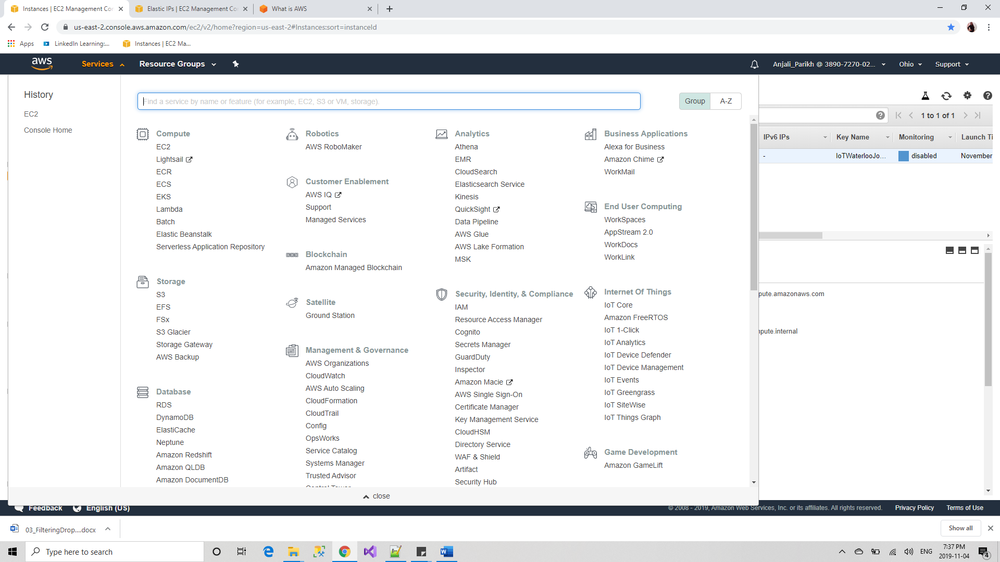 Instances | EC2 Management Con
Elastic IPs | EC2 Management Co
What is AWS
us-east-2.console.aws.amazon.com/ec2/v2/home?region=us-east-2#Instances:sort=instanceId
Apps
LinkedIn Learning:...
Instances | EC2 Ma...
aws
Services
Resource Groups
Anjali_Parikh @ 3890-7270-02...
Ohio
Support
History
EC2
Console Home
Find a service by name or feature (for example, EC2, S3 or VM, storage).
Group
A-Z
Compute
EC2
Lightsail
ECR
ECS
EKS
Lambda
Batch
Elastic Beanstalk
Serverless Application Repository
Storage
S3
EFS
FSx
S3 Glacier
Storage Gateway
AWS Backup
Database
RDS
DynamoDB
ElastiCache
Neptune
Amazon Redshift
Amazon QLDB
Amazon DocumentDB
Robotics
AWS RoboMaker
Customer Enablement
AWS IQ
Support
Managed Services
Blockchain
Amazon Managed Blockchain
Satellite
Ground Station
Management & Governance
AWS Organizations
CloudWatch
AWS Auto Scaling
CloudFormation
CloudTrail
Config
OpsWorks
Service Catalog
Systems Manager
Trusted Advisor
Control Tower
Analytics
Athena
EMR
CloudSearch
Elasticsearch Service
Kinesis
QuickSight
Data Pipeline
AWS Glue
AWS Lake Formation
MSK
Security, Identity, & Compliance
IAM
Resource Access Manager
Cognito
Secrets Manager
GuardDuty
Inspector
Amazon Macie
AWS Single Sign-On
Certificate Manager
Key Management Service
CloudHSM
Directory Service
WAF & Shield
Artifact
Security Hub
Business Applications
Alexa for Business
Amazon Chime
WorkMail
End User Computing
WorkSpaces
AppStream 2.0
WorkDocs
WorkLink
Internet Of Things
IoT Core
Amazon FreeRTOS
IoT 1-Click
IoT Analytics
IoT Device Defender
IoT Device Management
IoT Events
IoT Greengrass
IoT SiteWise
IoT Things Graph
Game Development
Amazon GameLift
close
1 to 1 of 1
IPv6 IPs
Key Name
Monitoring
Launch Ti
-
IoTWaterlooJo...
disabled
November
pute.amazonaws.com
npute.internal
Feedback
English (US)
© 2008 - 2019, Amazon Web Services, Inc. or its affiliates. All rights reserved.
Privacy Policy
Terms of Use
03_FilteringDrop....docx
Show all
Type here to search
ENG
7:37 PM
2019-11-04
4